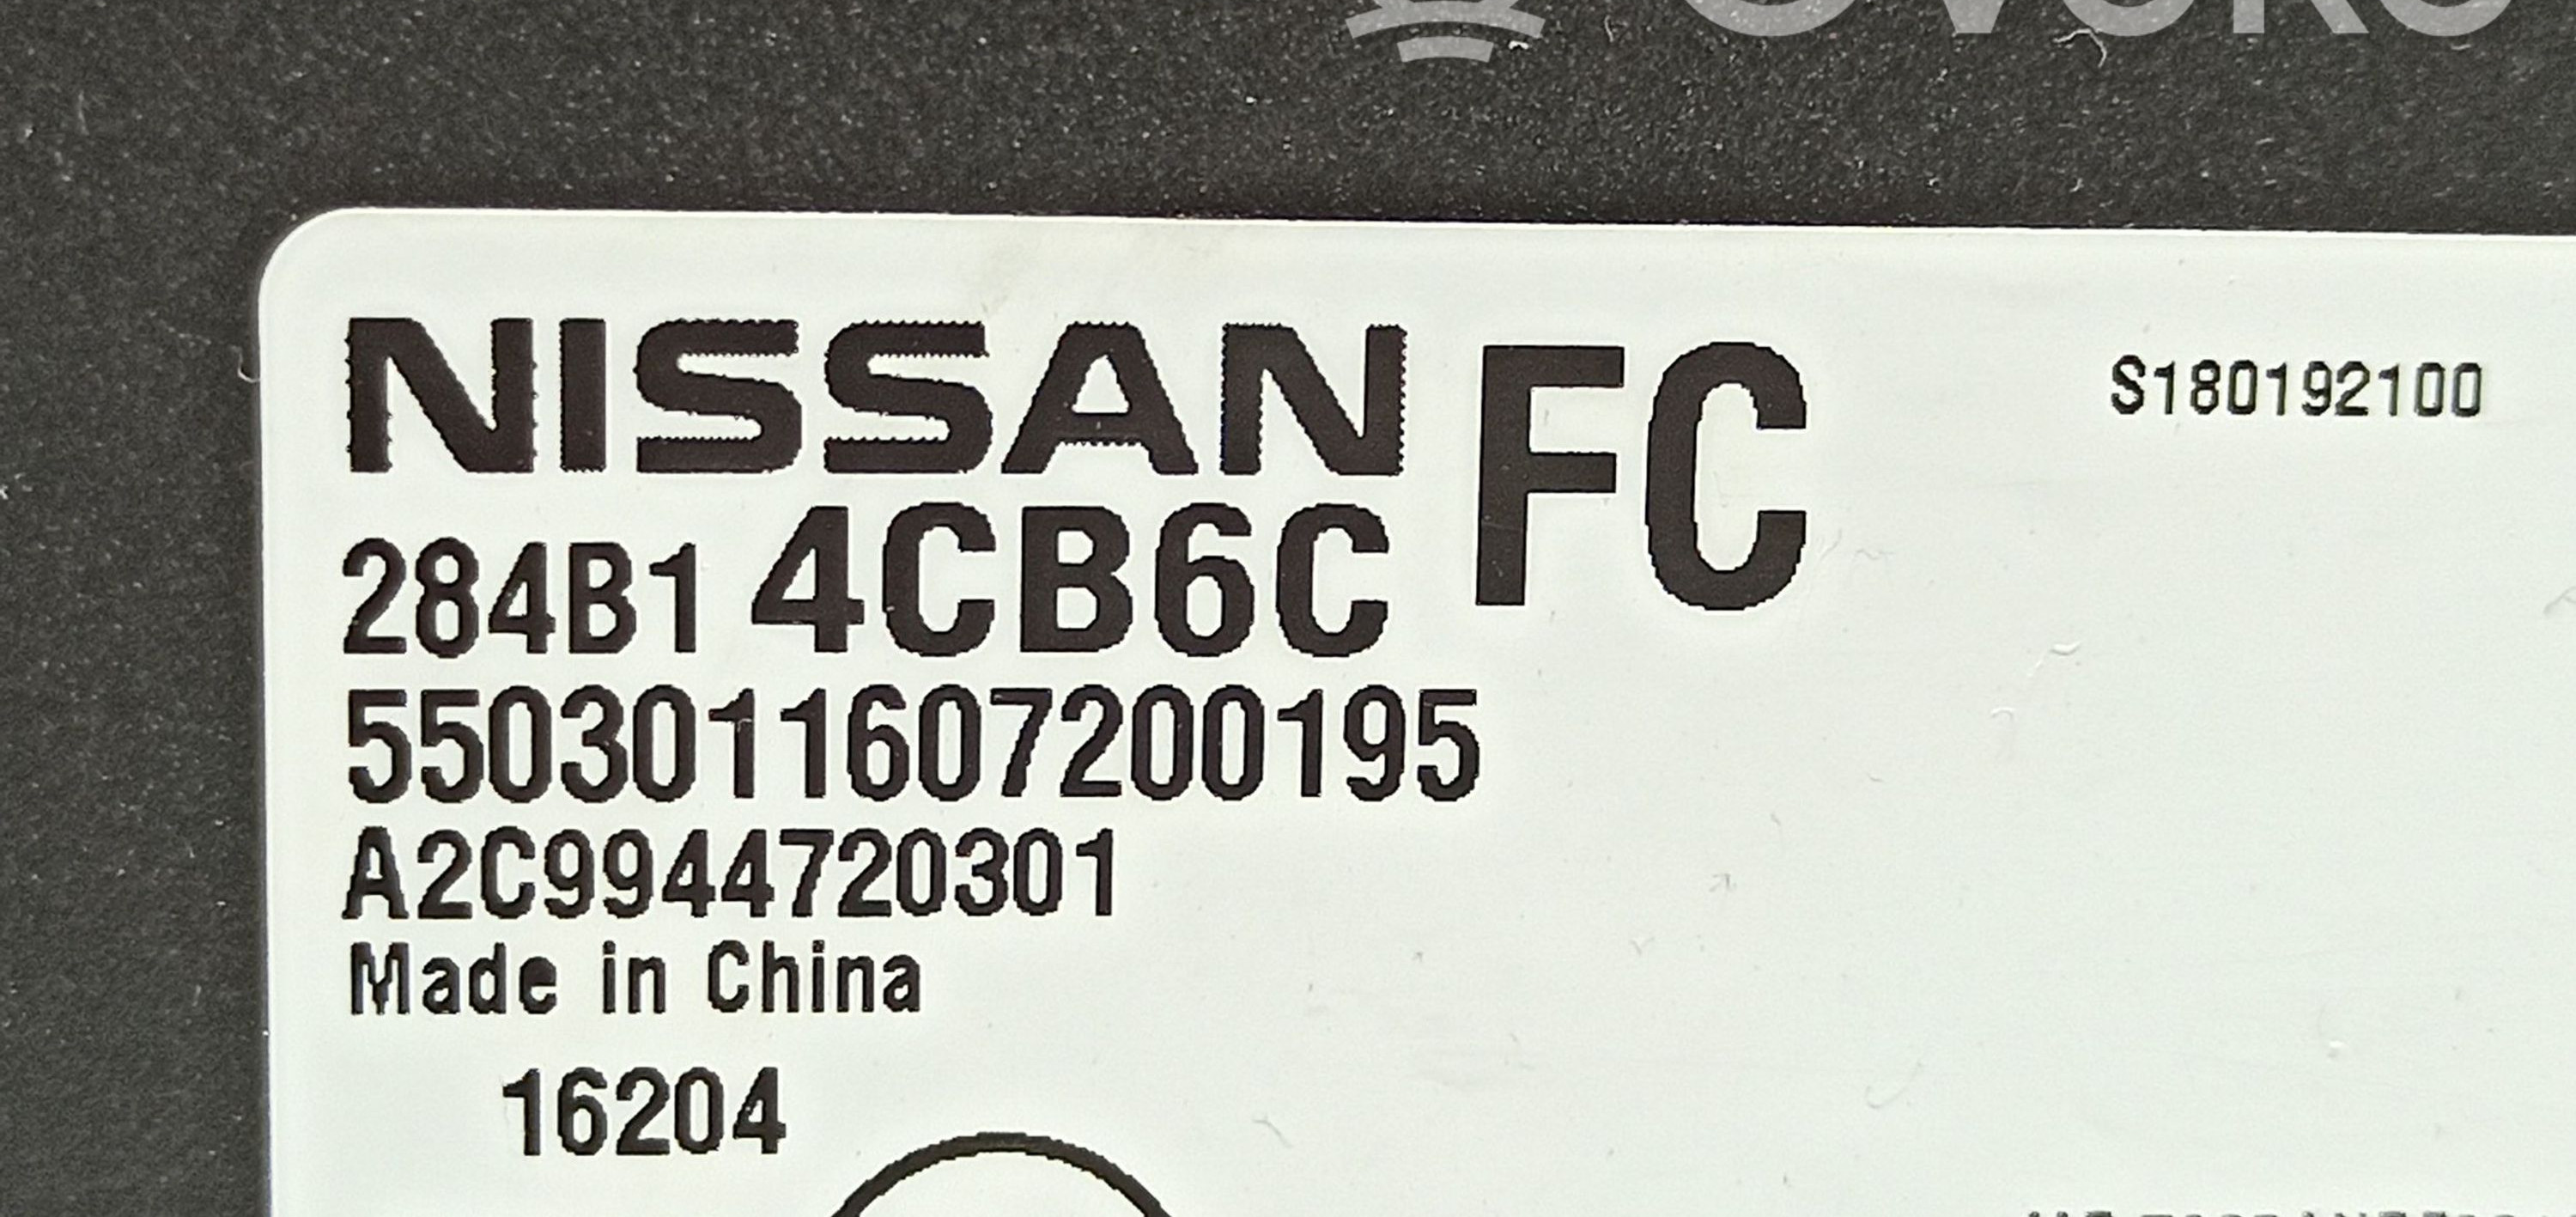 NISSAN FC
S180192100
284B1 4CB6C
5503011607200195
A2C9944720301
Made in China
16204